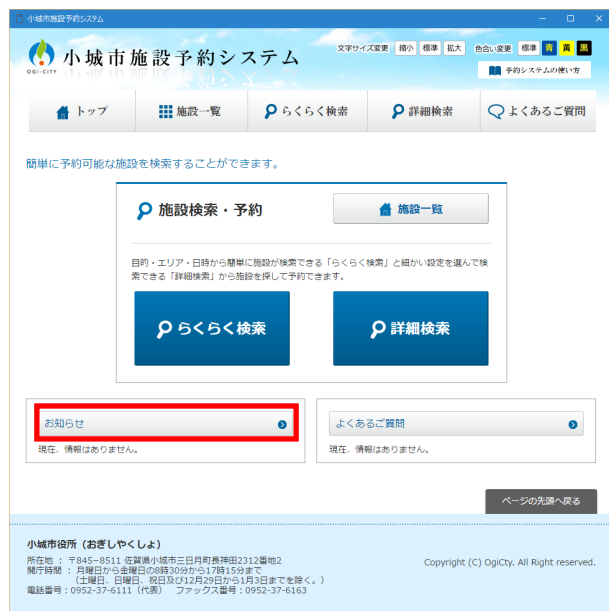 小城市施設予約システム
OGI-CITY
小城市施設予約システム
文字サイズ変更 縮小 標準 拡大 色合い変更 標準 青 黄 黒
予約システムの使い方
トップ 施設一覧 らくらく検索 詳細検索 よくあるご質問
簡単に予約可能な施設を検索することができます。
施設検索・予約 施設一覧
目的・エリア・日時から簡単に施設が検索できる「らくらく検索」と細かい設定を選んで検
索できる「詳細検索」から施設を探して予約できます。
らくらく検索 詳細検索
お知らせ よくあるご質問
現在、情報はありません。 現在、情報はありません。
ページの先頭へ戻る
小城市役所（おぎしやくしょ）
所在地 ： 〒845-8511 佐賀県小城市三日月町長神田2312番地2
開庁時間 ： 月曜日から金曜日の8時30分から17時15分まで
（土曜日、日曜日、祝日及び12月29日から1月3日までを除く。）
電話番号：0952-37-6111（代表） ファックス番号：0952-37-6163
Copyright (C) OgiCty. All Right reserved.